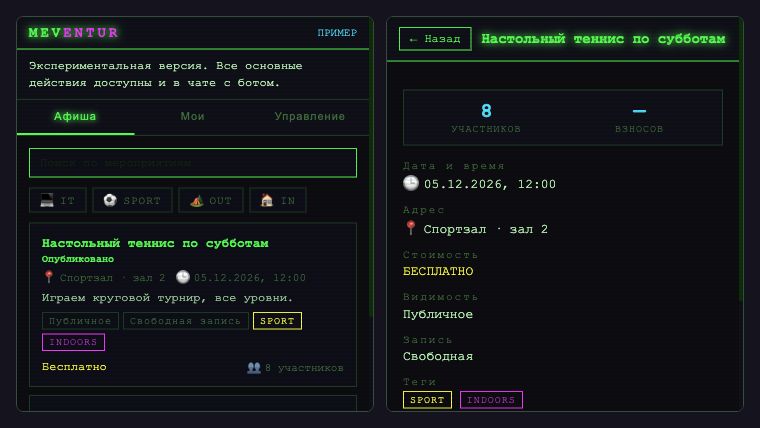 MEVENTUR
ПРИМЕР
Экспериментальная версия. Все основные
действия доступны и в чате с ботом.
Афиша
Мои
Управление
Поиск по мероприятиям
IT
SPORT
OUT
IN
Настольный теннис по субботам
Опубликовано
Спортзал · зал 2
05.12.2026, 12:00
Играем круговой турнир, все уровни.
Публичное
Свободная запись
SPORT
INDOORS
Бесплатно
8 участников
← Назад
Настольный теннис по субботам
8
—
УЧАСТНИКОВ
ВЗНОСОВ
Дата и время
05.12.2026, 12:00
Адрес
Спортзал · зал 2
Стоимость
БЕСПЛАТНО
Видимость
Публичное
Запись
Свободная
Теги
SPORT
INDOORS